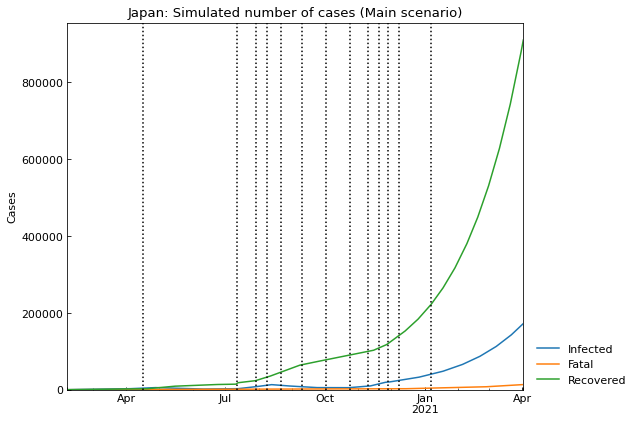 Japan: Simulated number of cases (Main scenario)
800000
600000
400000
200000
0
Cases
Apr
Jul
Oct
Jan
2021
Apr
Infected
Fatal
Recovered